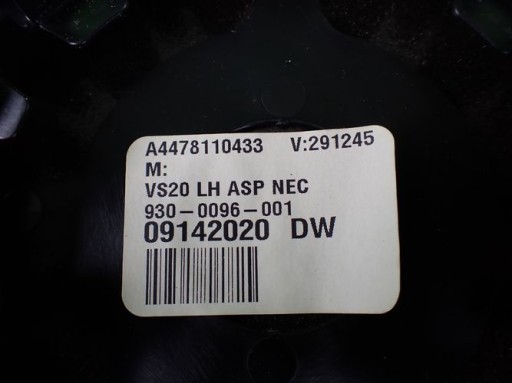 A4478110433 V:291245
M:
VS20 LH ASP NEC
930-0096-001
09142020 DW